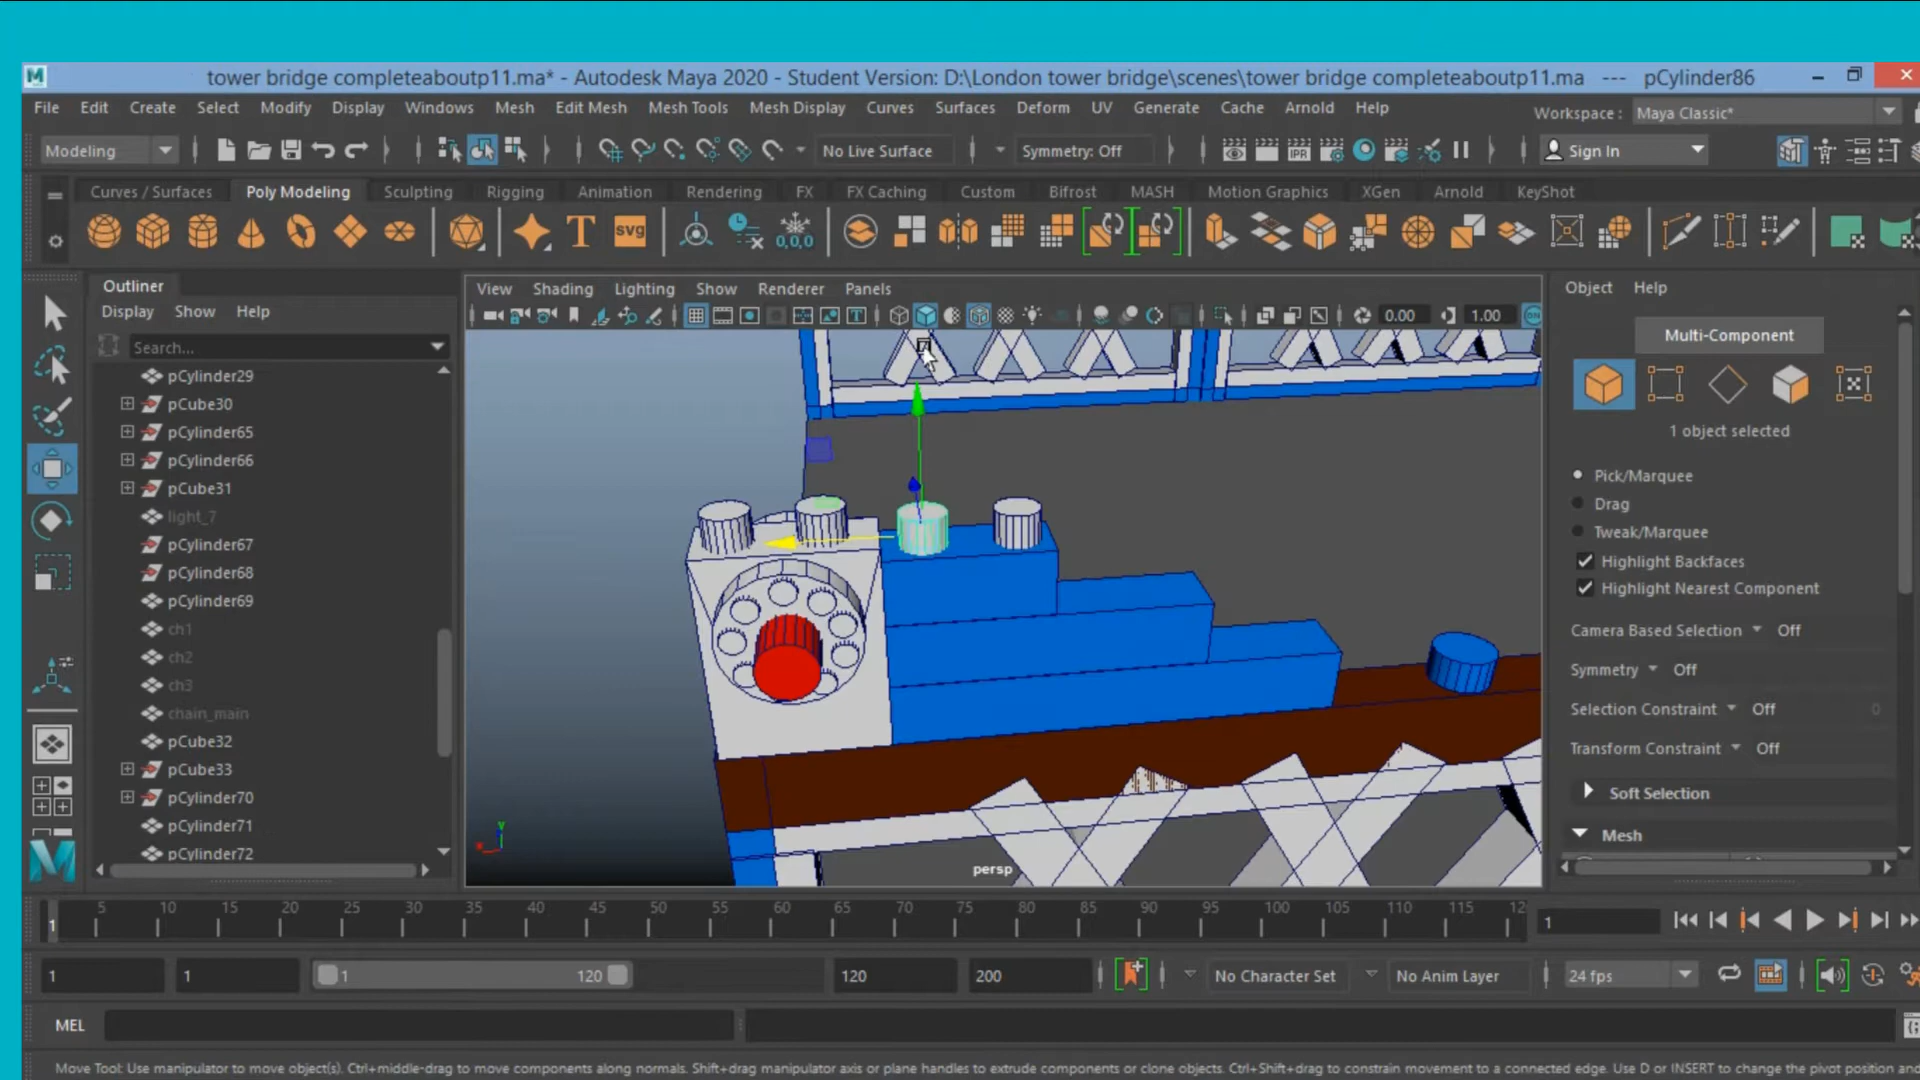 tower bridge completeaboutp11.ma* - Autodesk Maya 2020 - Student Version: D:\London tower bridge\scenes\tower bridge completeaboutp11.ma --- pCylinder86
File Edit Create Select Modify Display Windows Mesh Edit Mesh Mesh Tools Mesh Display Curves Surfaces Deform UV Generate Cache Arnold Help
Workspace : Maya Classic*
Modeling No Live Surface Symmetry: Off IPR Sign In
Curves / Surfaces Poly Modeling Sculpting Rigging Animation Rendering FX FX Caching Custom Bifrost MASH Motion Graphics XGen Arnold KeyShot
T SVG 0,0,0
Outliner
Display Show Help
Search...
pCylinder29
pCube30
pCylinder65
pCylinder66
pCube31
light_7
pCylinder67
pCylinder68
pCylinder69
ch1
ch2
ch3
chain_main
pCube32
pCube33
pCylinder70
pCylinder71
pCylinder72
View Shading Lighting Show Renderer Panels
0.00 1.00
persp
Object Help
Multi-Component
1 object selected
Pick/Marquee
Drag
Tweak/Marquee
Highlight Backfaces
Highlight Nearest Component
Camera Based Selection Off
Symmetry Off
Selection Constraint Off 0
Transform Constraint Off
Soft Selection
Mesh
1 5 10 15 20 25 30 35 40 45 50 55 60 65 70 75 80 85 90 95 100 105 110 115 12
1
1 1 1 120 120 200 No Character Set No Anim Layer 24 fps
MEL
Move Tool: Use manipulator to move object(s). Ctrl+middle-drag to move components along normals. Shift+drag manipulator axis or plane handles to extrude components or clone objects. Ctrl+Shift+drag to constrain movement to a connected edge. Use D or INSERT to change the pivot position and